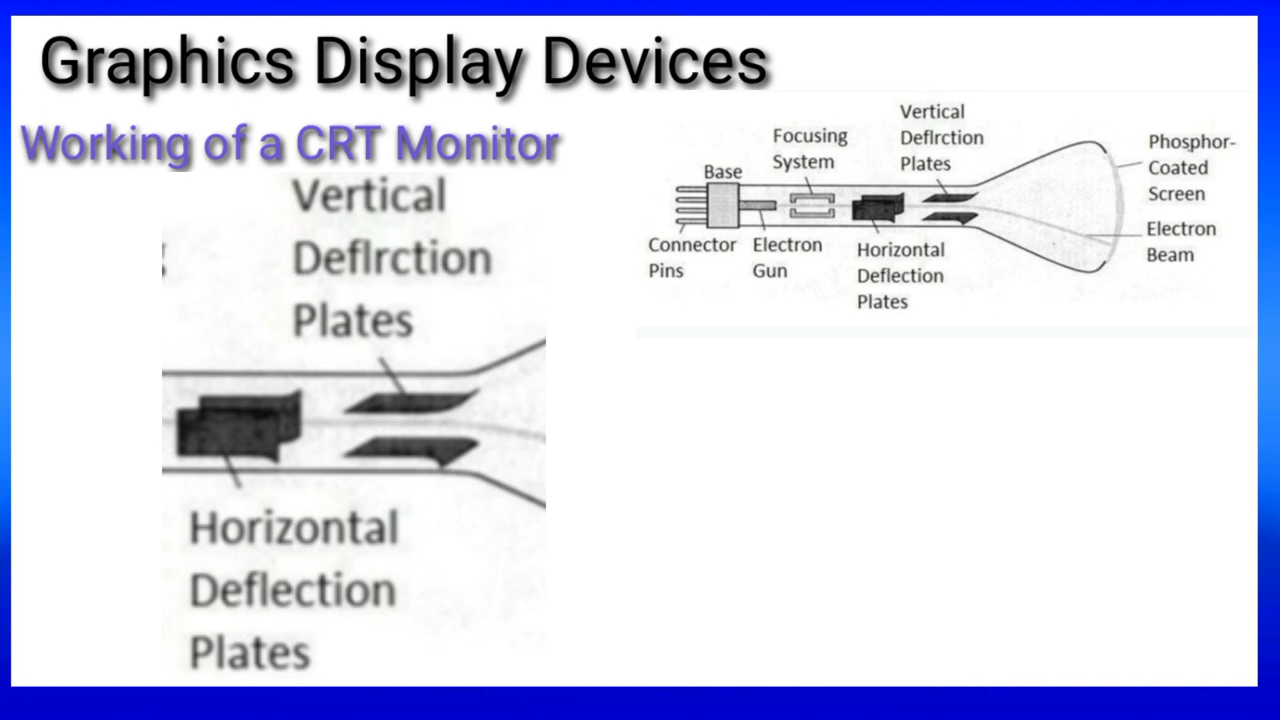 Graphics Display Devices
Working of a CRT Monitor
Vertical
Deflrction
Plates
Horizontal
Deflection
Plates
Vertical
Deflrction
Plates
Focusing
System
Base
Connector
Pins
Electron
Gun
Horizontal
Deflection
Plates
Phosphor-
Coated
Screen
Electron
Beam